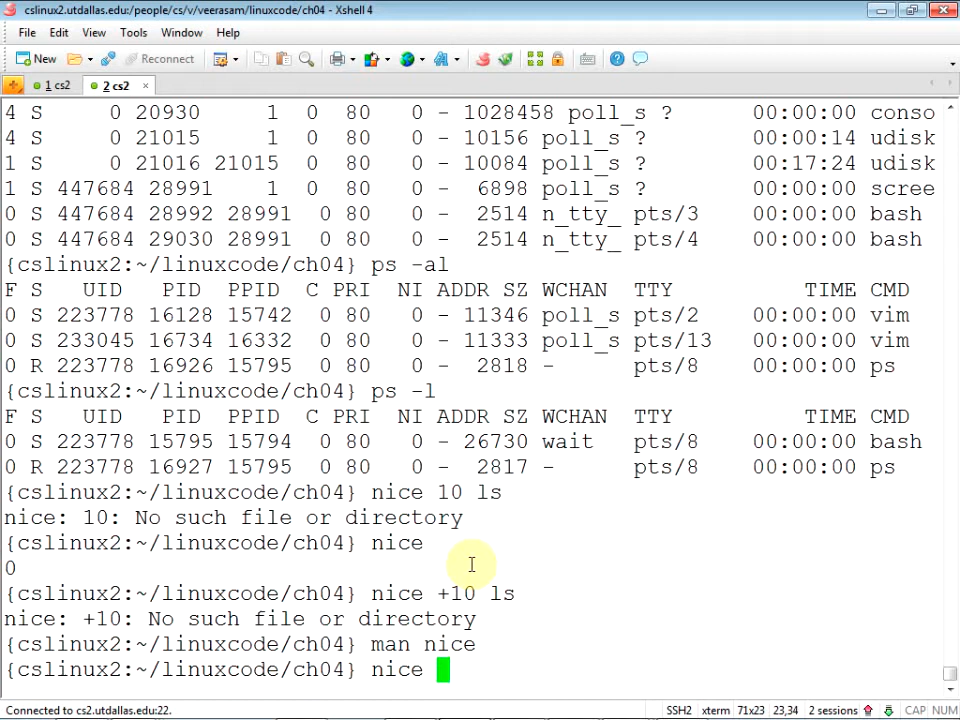 cslinux2.utdallas.edu:/people/cs/v/veerasam/linuxcode/ch04 - Xshell 4
File Edit View Tools Window Help
New Reconnect
1 cs2 2 cs2 ×
4 S 0 20930 1 0 80 0 - 1028458 poll_s ? 00:00:00 conso
4 S 0 21015 1 0 80 0 - 10156 poll_s ? 00:00:14 udisk
1 S 0 21016 21015 0 80 0 - 10084 poll_s ? 00:17:24 udisk
1 S 447684 28991 1 0 80 0 - 6898 poll_s ? 00:00:00 scree
0 S 447684 28992 28991 0 80 0 - 2514 n_tty_ pts/3 00:00:00 bash
0 S 447684 29030 28991 0 80 0 - 2514 n_tty_ pts/4 00:00:00 bash
{cslinux2:~/linuxcode/ch04} ps -al
F S UID PID PPID C PRI NI ADDR SZ WCHAN TTY TIME CMD
0 S 223778 16128 15742 0 80 0 - 11346 poll_s pts/2 00:00:00 vim
0 S 233045 16734 16332 0 80 0 - 11333 poll_s pts/13 00:00:00 vim
0 R 223778 16926 15795 0 80 0 - 2818 - pts/8 00:00:00 ps
{cslinux2:~/linuxcode/ch04} ps -l
F S UID PID PPID C PRI NI ADDR SZ WCHAN TTY TIME CMD
0 S 223778 15795 15794 0 80 0 - 26730 wait pts/8 00:00:00 bash
0 R 223778 16927 15795 0 80 0 - 2817 - pts/8 00:00:00 ps
{cslinux2:~/linuxcode/ch04} nice 10 ls
nice: 10: No such file or directory
{cslinux2:~/linuxcode/ch04} nice
0
{cslinux2:~/linuxcode/ch04} nice +10 ls
nice: +10: No such file or directory
{cslinux2:~/linuxcode/ch04} man nice
{cslinux2:~/linuxcode/ch04} nice
Connected to cs2.utdallas.edu:22. SSH2 xterm 71x23 23,34 2 sessions CAP NUM